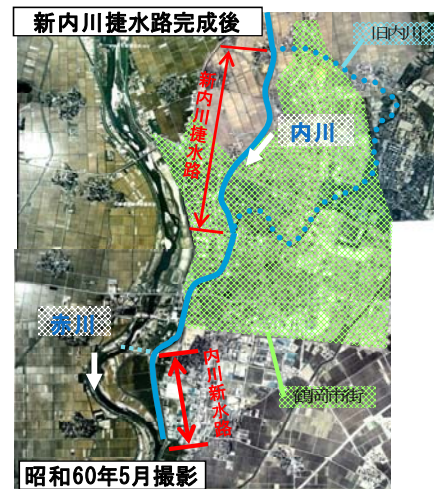 新内川捷水路完成後
旧内川
新内川捷水路
内川
赤川
内川新水路
鶴岡市街
昭和60年5月撮影